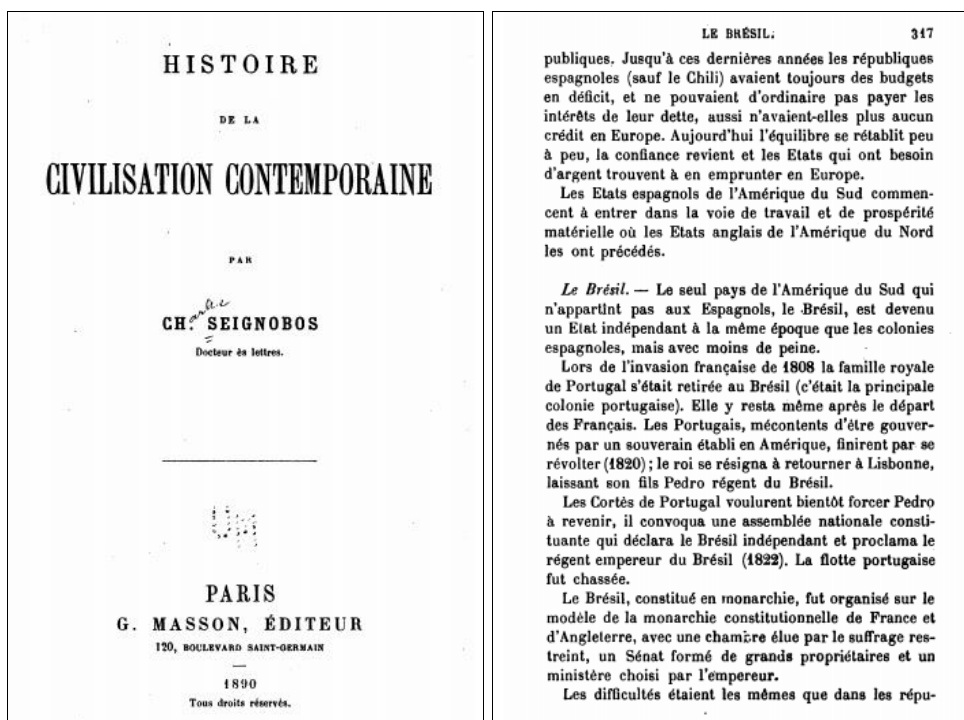 HISTOIRE
DE LA
CIVILISATION CONTEMPORAINE
PAR
CH. SEIGNOBOS
Docteur ès lettres.
PARIS
G. MASSON, ÉDITEUR
120, BOULEVARD SAINT-GERMAIN
1890
Tous droits réservés.
LE BRÉSIL. 317
publiques. Jusqu'à ces dernières années les républiques
espagnoles (sauf le Chili) avaient toujours des budgets
en déficit, et ne pouvaient d'ordinaire pas payer les
intérêts de leur dette, aussi n'avaient-elles plus aucun
crédit en Europe. Aujourd'hui l'équilibre se rétablit peu
à peu, la confiance revient et les Etats qui ont besoin
d'argent trouvent à en emprunter en Europe.
Les Etats espagnols de l'Amérique du Sud commen-
cent à entrer dans la voie de travail et de prospérité
matérielle où les Etats anglais de l'Amérique du Nord
les ont précédés.
Le Brésil. — Le seul pays de l'Amérique du Sud qui
n'appartînt pas aux Espagnols, le Brésil, est devenu
un Etat indépendant à la même époque que les colonies
espagnoles, mais avec moins de peine.
Lors de l'invasion française de 1808 la famille royale
de Portugal s'était retirée au Brésil (c'était la principale
colonie portugaise). Elle y resta même après le départ
des Français. Les Portugais, mécontents d'être gouver-
nés par un souverain établi en Amérique, finirent par se
révolter (1820) ; le roi se résigna à retourner à Lisbonne,
laissant son fils Pedro régent du Brésil.
Les Cortès de Portugal voulurent bientôt forcer Pedro
à revenir, il convoqua une assemblée nationale consti-
tuante qui déclara le Brésil indépendant et proclama le
régent empereur du Brésil (1822). La flotte portugaise
fut chassée.
Le Brésil, constitué en monarchie, fut organisé sur le
modèle de la monarchie constitutionnelle de France et
d'Angleterre, avec une chambre élue par le suffrage res-
treint, un Sénat formé de grands propriétaires et un
ministère choisi par l'empereur.
Les difficultés étaient les mêmes que dans les répu-